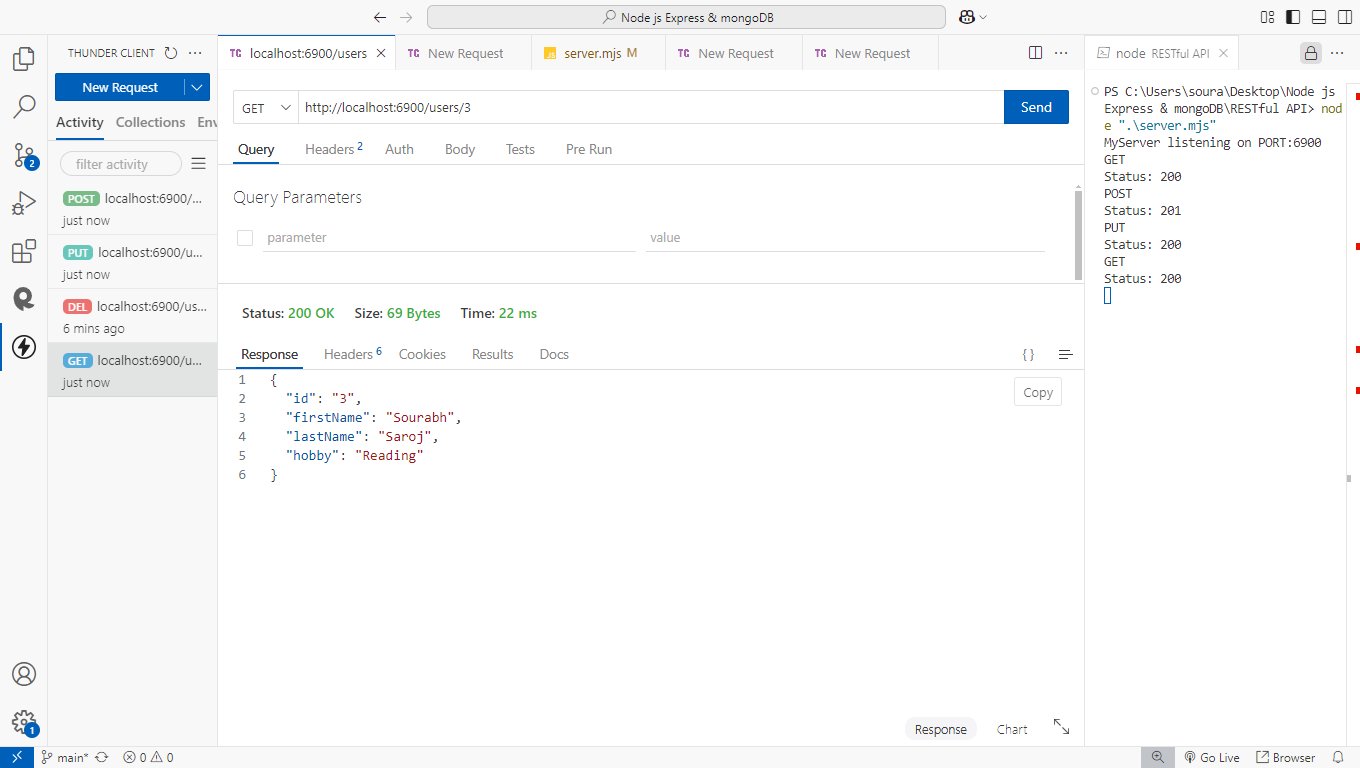 Node js Express & mongoDB
THUNDER CLIENT
New Request
Activity Collections Env
filter activity
POST localhost:6900/...
just now
PUT localhost:6900/u...
just now
DEL localhost:6900/us...
6 mins ago
GET localhost:6900/u...
just now
2
1
TC localhost:6900/users
TC New Request
JS server.mjs M
TC New Request
TC New Request
GET http://localhost:6900/users/3 Send
Query Headers 2 Auth Body Tests Pre Run
Query Parameters
parameter value
Status: 200 OK Size: 69 Bytes Time: 22 ms
Response Headers 6 Cookies Results Docs { }
Copy
1 {
2 "id": "3",
3 "firstName": "Sourabh",
4 "lastName": "Saroj",
5 "hobby": "Reading"
6 }
Response Chart
node RESTful API
PS C:\Users\soura\Desktop\Node js
Express & mongoDB\RESTful API> nod
e ".\server.mjs"
MyServer listening on PORT:6900
GET
Status: 200
POST
Status: 201
PUT
Status: 200
GET
Status: 200
main* 0 0 Go Live Browser